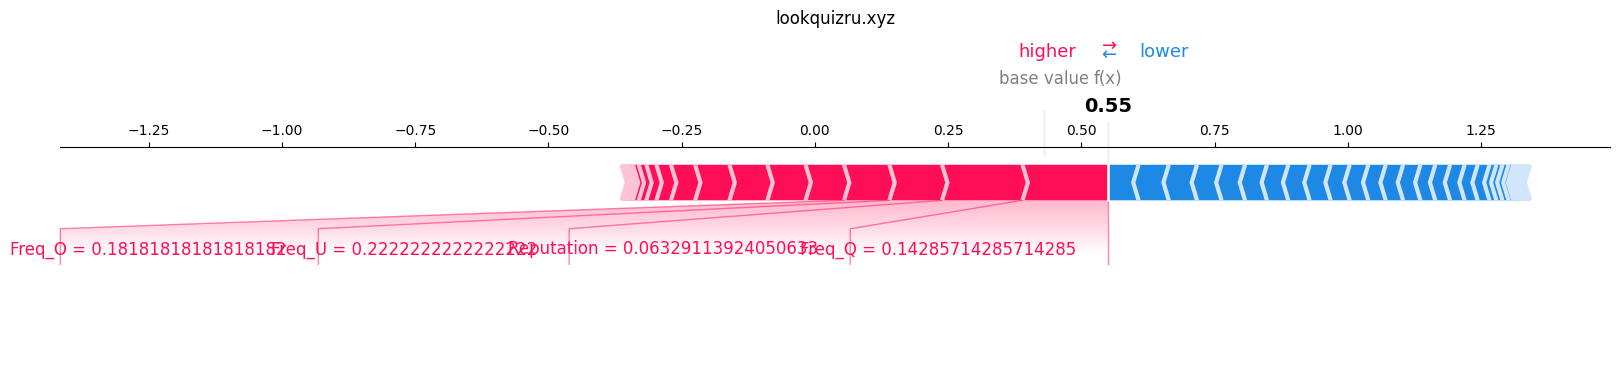 lookquizru.xyz
higher ⇄ lower
base value f(x)
0.55
−1.25 −1.00 −0.75 −0.50 −0.25 0.00 0.25 0.50 0.75 1.00 1.25
Freq_O = 0.18181818181818182 Freq_U = 0.2222222222222222 Reputation = 0.06329113924050633 Freq_Q = 0.14285714285714285